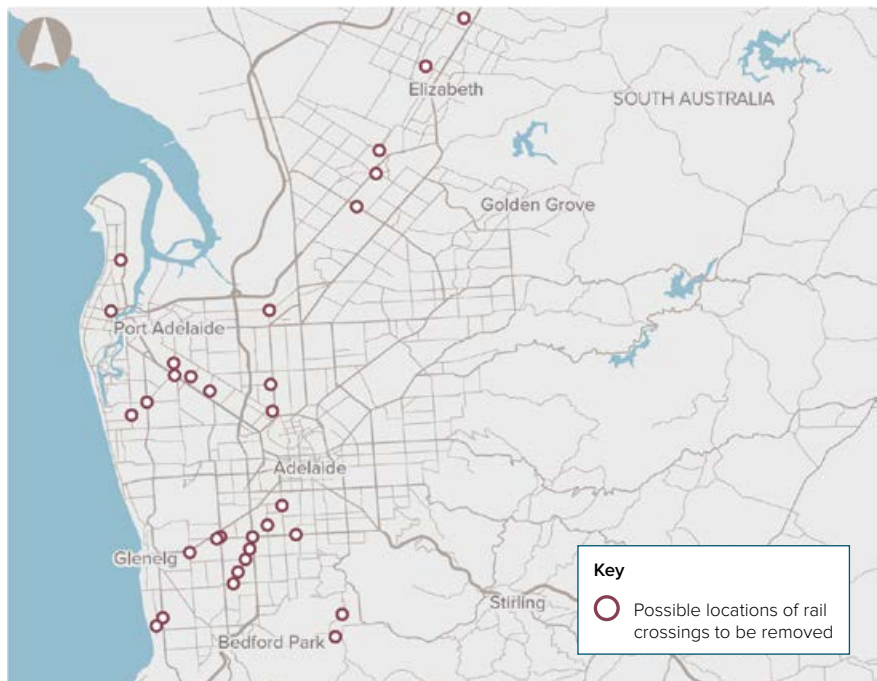 Elizabeth
SOUTH AUSTRALIA
Golden Grove
Port Adelaide
Adelaide
Glenelg
Stirling
Bedford Park
Key
Possible locations of rail
crossings to be removed